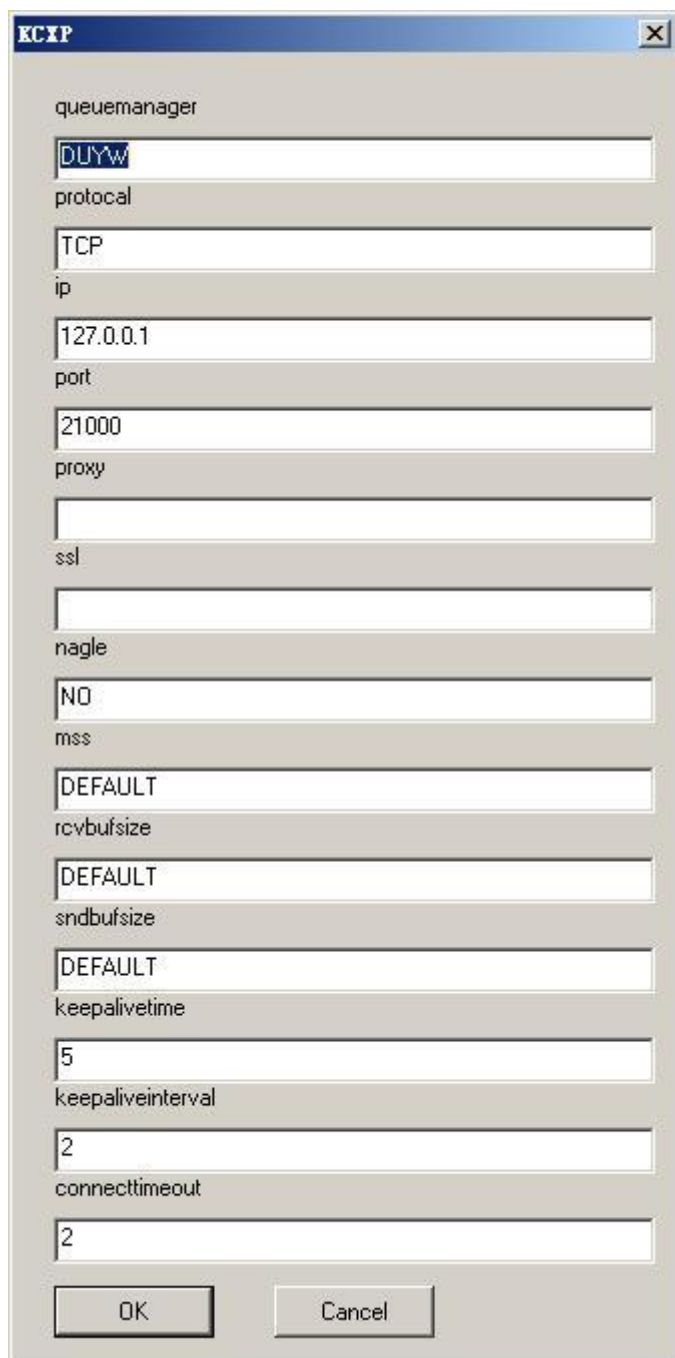 KCXP
queuemanager
DUYW
protocal
TCP
ip
127.0.0.1
port
21000
proxy
ssl
nagle
NO
mss
DEFAULT
rcvbufsize
DEFAULT
sndbufsize
DEFAULT
keepalivetime
5
keepaliveinterval
2
connecttimeout
2
OK Cancel